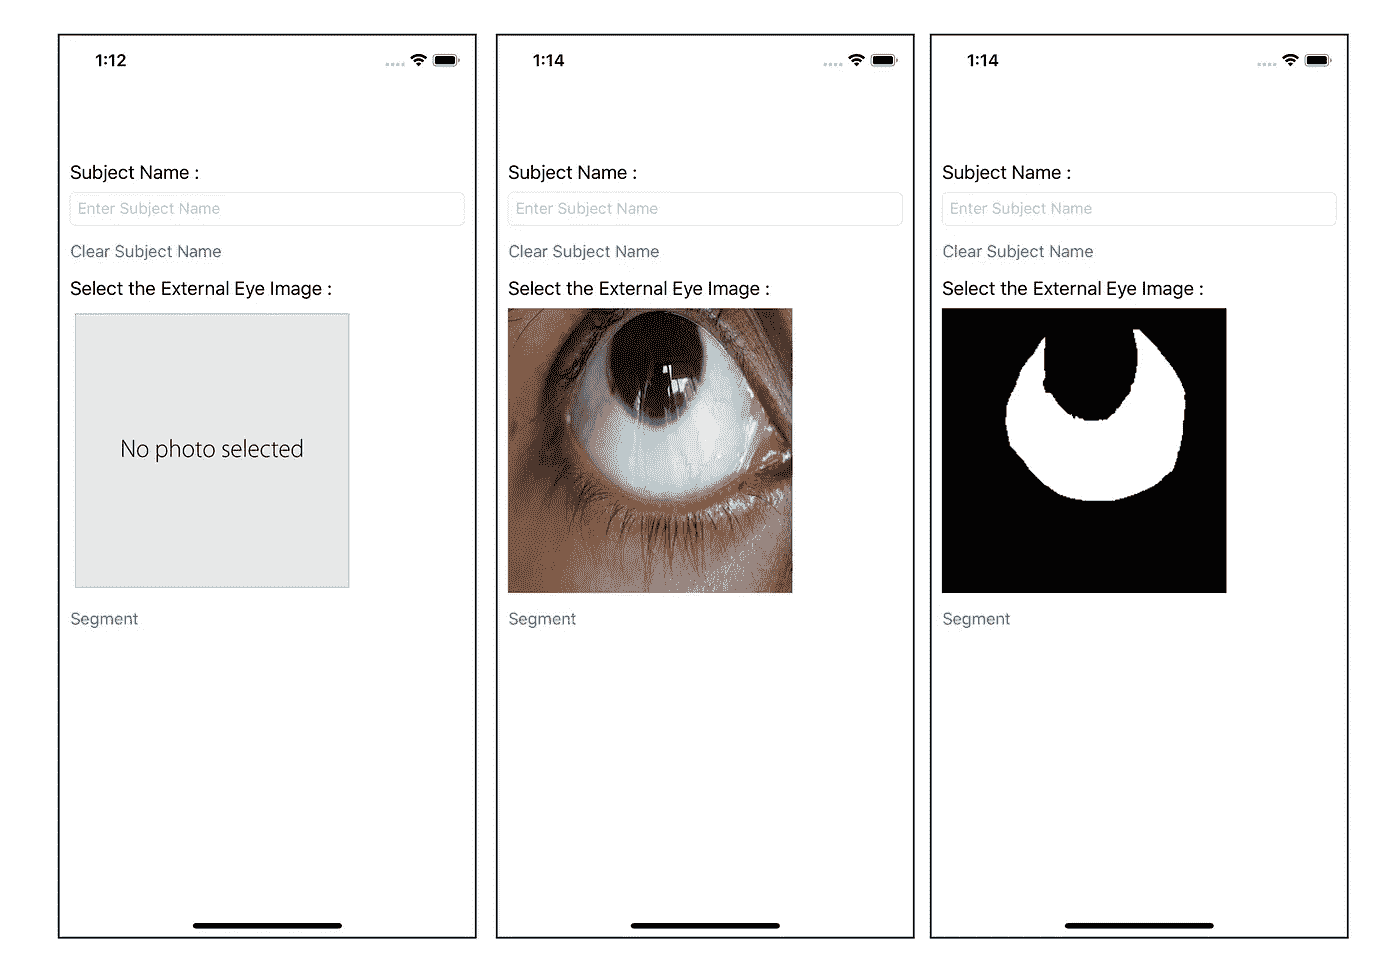 1:12
Subject Name :
Enter Subject Name
Clear Subject Name
Select the External Eye Image :
No photo selected
Segment
1:14
Subject Name :
Enter Subject Name
Clear Subject Name
Select the External Eye Image :
Segment
1:14
Subject Name :
Enter Subject Name
Clear Subject Name
Select the External Eye Image :
Segment